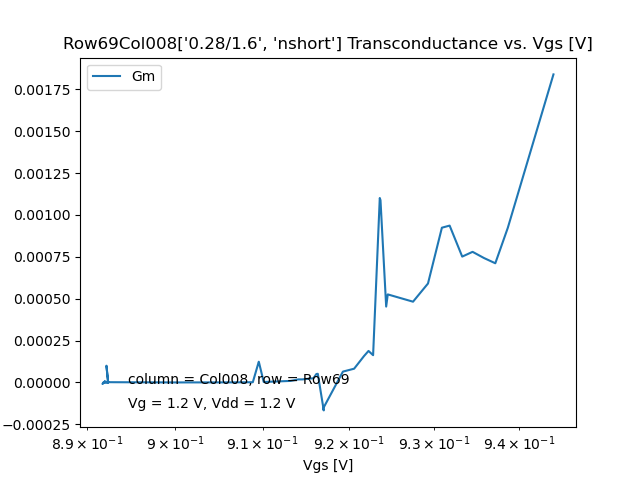 Row69Col008['0.28/1.6', 'nshort'] Transconductance vs. Vgs [V]
Gm
0.00175
0.00150
0.00125
0.00100
0.00075
0.00050
0.00025
0.00000
−0.00025
column = Col008, row = Row69
Vg = 1.2 V, Vdd = 1.2 V
8.9 × 10⁻¹ 9 × 10⁻¹ 9.1 × 10⁻¹ 9.2 × 10⁻¹ 9.3 × 10⁻¹ 9.4 × 10⁻¹
Vgs [V]